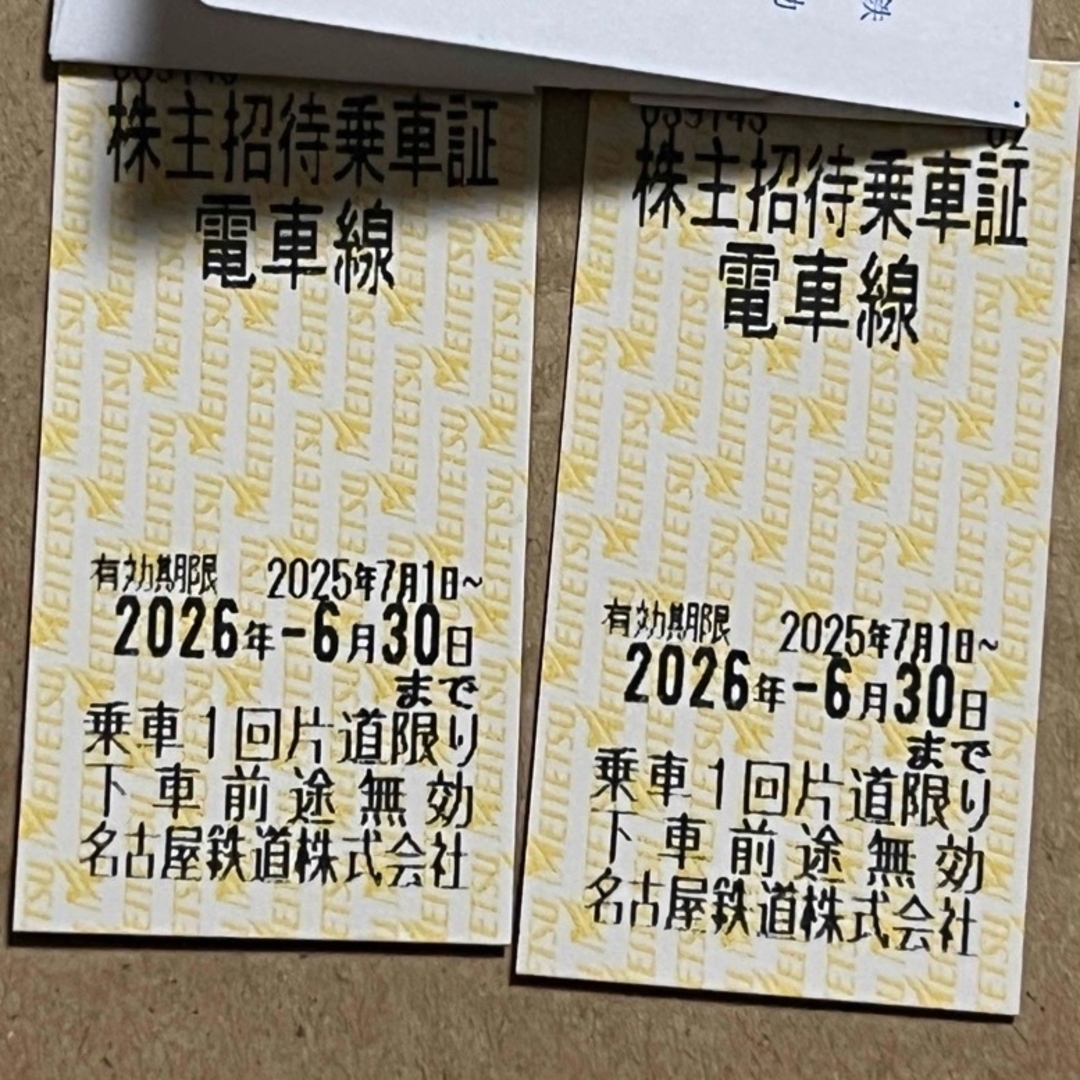 株主招待乗車証
電車線
有効期限 2025年7月1日~
2026年-6月30日
まで
乗車1回片道限り
下車前途無効
名古屋鉄道株式会社
株主招待乗車証
電車線
有効期限 2025年7月1日~
2026年-6月30日
まで
乗車1回片道限り
下車前途無効
名古屋鉄道株式会社
MEITETSU